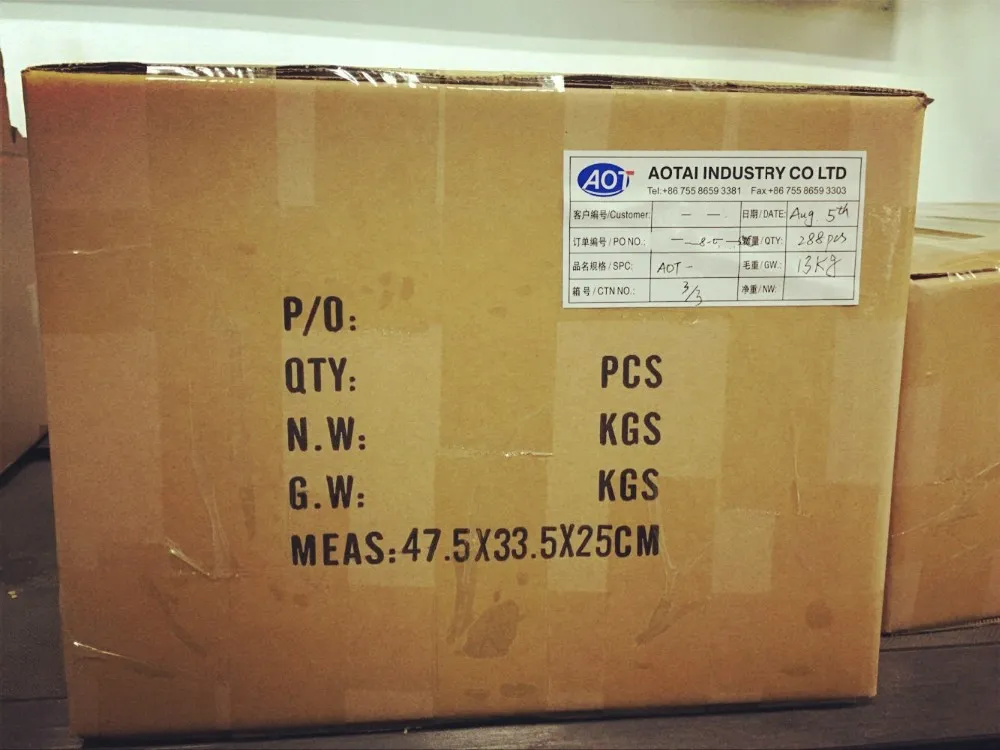 AOT AOTAI INDUSTRY CO LTD
Tel:+86 755 8659 3381 Fax+86 755 8659 3303
客户编号/Customer: — — . 日期/DATE: Aug 5th
订单编号/PO NO.: 量/QTY: 288pcs
品名规格/SPC: AOT- 毛重/GW.: 13kg
箱号/CTN NO.: 3/3 净重/NW:
P/O:
QTY: PCS
N.W: KGS
G.W: KGS
MEAS:47.5X33.5X25CM